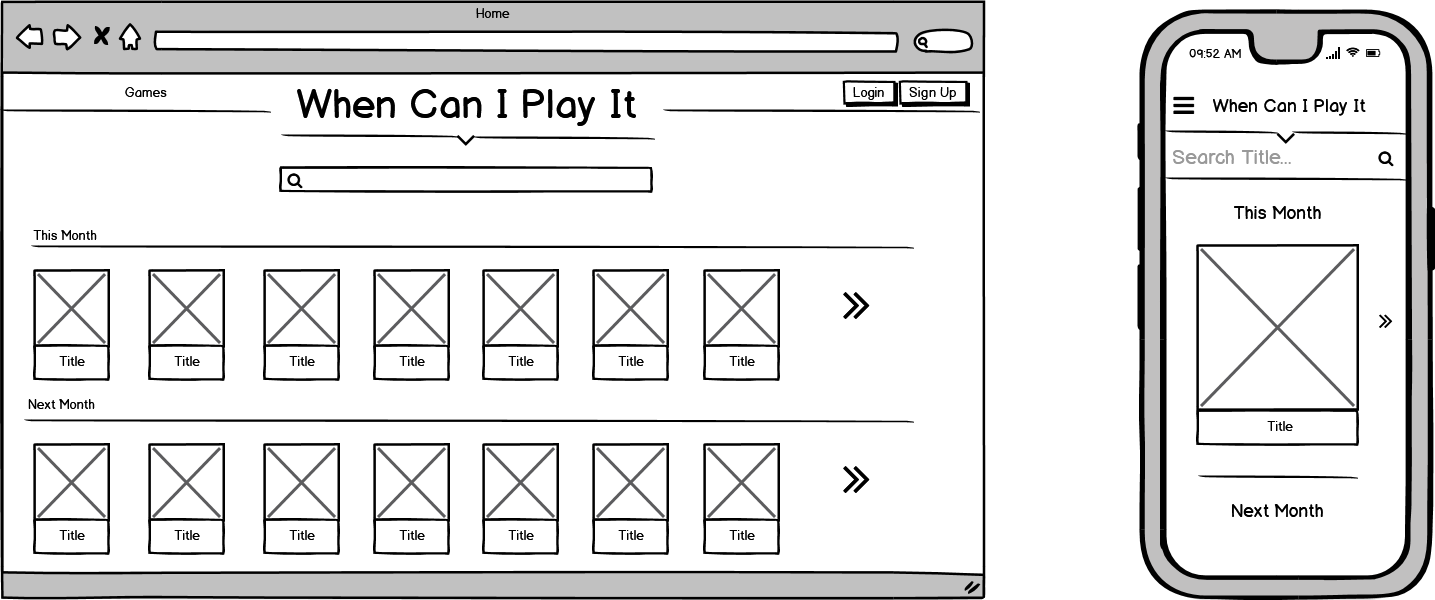 Home
Games
When Can I Play It
Login
Sign Up
This Month
Title Title Title Title Title Title Title
Next Month
Title Title Title Title Title Title Title
09:52 AM
When Can I Play It
Search Title...
This Month
Title
Next Month